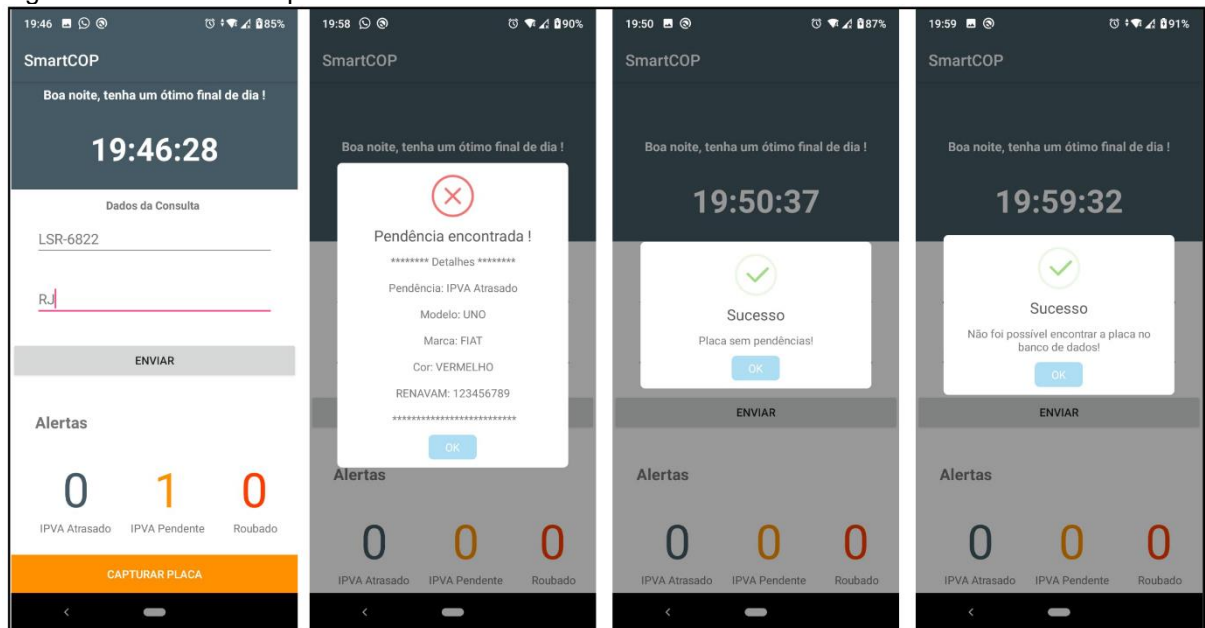 19:46 85%
SmartCOP
Boa noite, tenha um ótimo final de dia !
19:46:28
Dados da Consulta
LSR-6822
RJ
ENVIAR
Alertas
0 1 0
IPVA Atrasado IPVA Pendente Roubado
CAPTURAR PLACA
19:58 90%
SmartCOP
Boa noite, tenha um ótimo final de dia !
Pendência encontrada !
******** Detalhes ********
Pendência: IPVA Atrasado
Modelo: UNO
Marca: FIAT
Cor: VERMELHO
RENAVAM: 123456789
**************************
OK
Alertas
0 0 0
IPVA Atrasado IPVA Pendente Roubado
19:50 87%
SmartCOP
Boa noite, tenha um ótimo final de dia !
19:50:37
Sucesso
Placa sem pendências!
OK
ENVIAR
Alertas
0 0 0
IPVA Atrasado IPVA Pendente Roubado
19:59 91%
SmartCOP
Boa noite, tenha um ótimo final de dia !
19:59:32
Sucesso
Não foi possível encontrar a placa no
banco de dados!
OK
ENVIAR
Alertas
0 0 0
IPVA Atrasado IPVA Pendente Roubado